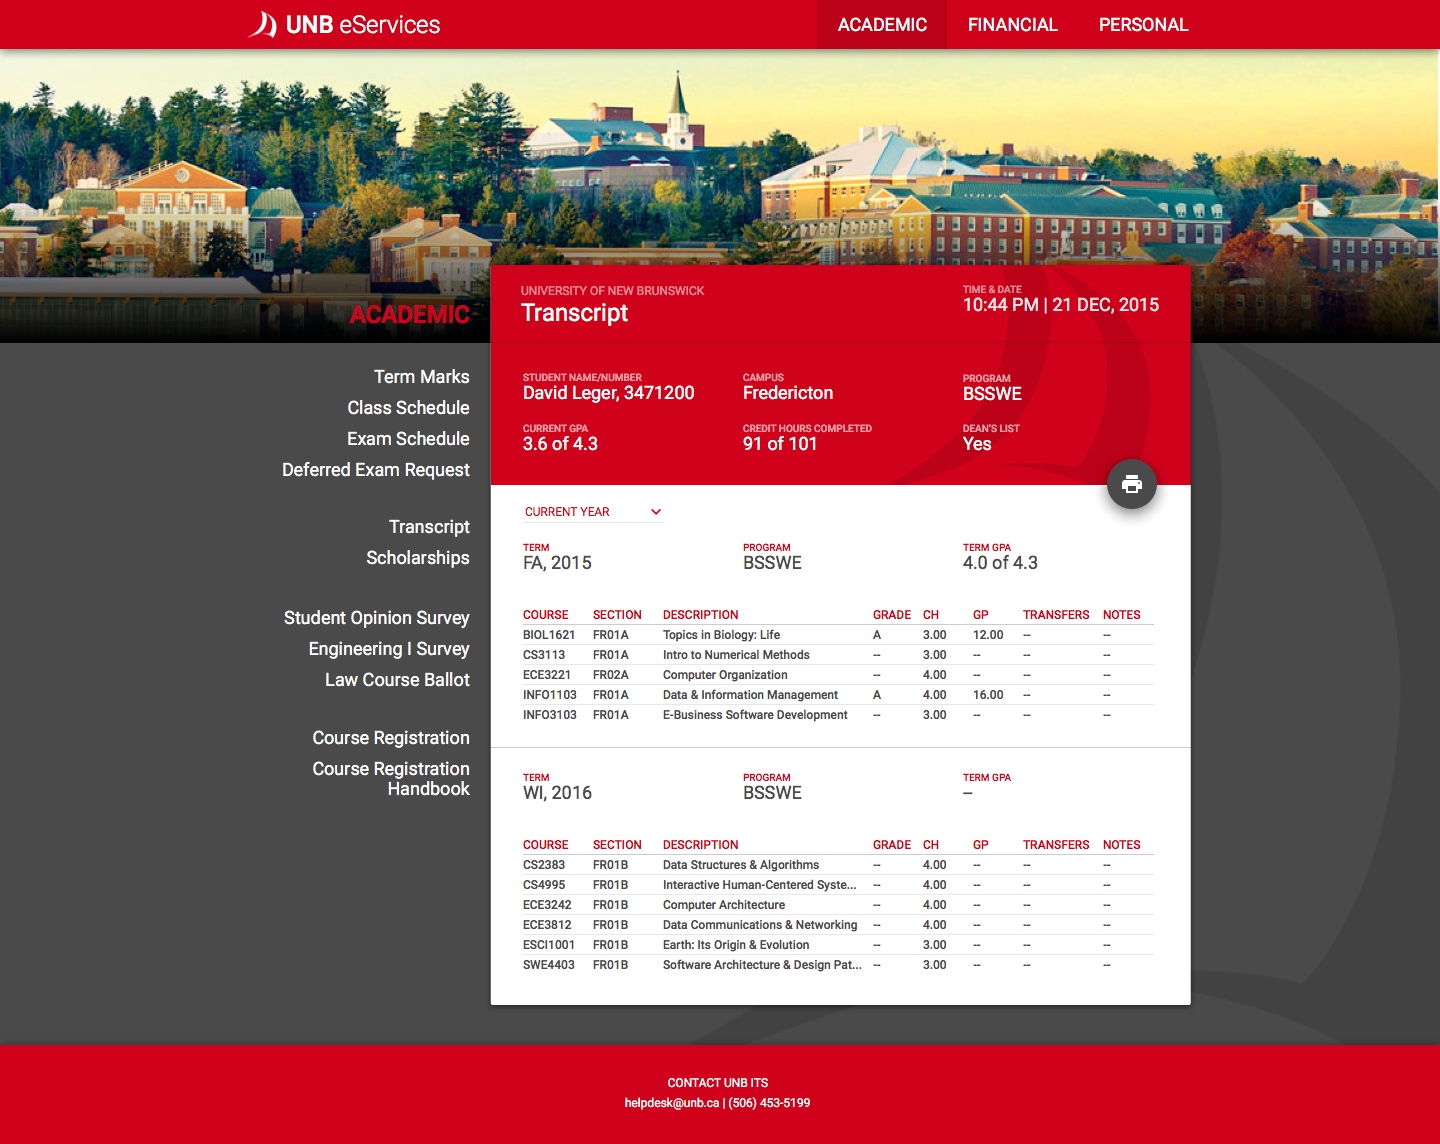 UNB eServices
ACADEMIC FINANCIAL PERSONAL
ACADEMIC
Term Marks
Class Schedule
Exam Schedule
Deferred Exam Request
Transcript
Scholarships
Student Opinion Survey
Engineering I Survey
Law Course Ballot
Course Registration
Course Registration
Handbook
UNIVERSITY OF NEW BRUNSWICK
Transcript
TIME & DATE
10:44 PM | 21 DEC, 2015
STUDENT NAME/NUMBER
David Leger, 3471200
CAMPUS
Fredericton
PROGRAM
BSSWE
CURRENT GPA
3.6 of 4.3
CREDIT HOURS COMPLETED
91 of 101
DEAN'S LIST
Yes
CURRENT YEAR
TERM
FA, 2015
PROGRAM
BSSWE
TERM GPA
4.0 of 4.3
COURSE SECTION DESCRIPTION GRADE CH GP TRANSFERS NOTES
BIOL1621 FR01A Topics in Biology: Life A 3.00 12.00 -- --
CS3113 FR01A Intro to Numerical Methods -- 3.00 -- -- --
ECE3221 FR02A Computer Organization -- 4.00 -- -- --
INFO1103 FR01A Data & Information Management A 4.00 16.00 -- --
INFO3103 FR01A E-Business Software Development -- 3.00 -- -- --
TERM
WI, 2016
PROGRAM
BSSWE
TERM GPA
--
COURSE SECTION DESCRIPTION GRADE CH GP TRANSFERS NOTES
CS2383 FR01B Data Structures & Algorithms -- 4.00 -- -- --
CS4995 FR01B Interactive Human-Centered Syste... -- 4.00 -- -- --
ECE3242 FR01B Computer Architecture -- 4.00 -- -- --
ECE3812 FR01B Data Communications & Networking -- 4.00 -- -- --
ESCI1001 FR01B Earth: Its Origin & Evolution -- 3.00 -- -- --
SWE4403 FR01B Software Architecture & Design Pat... -- 3.00 -- -- --
CONTACT UNB ITS
helpdesk@unb.ca | (506) 453-5199